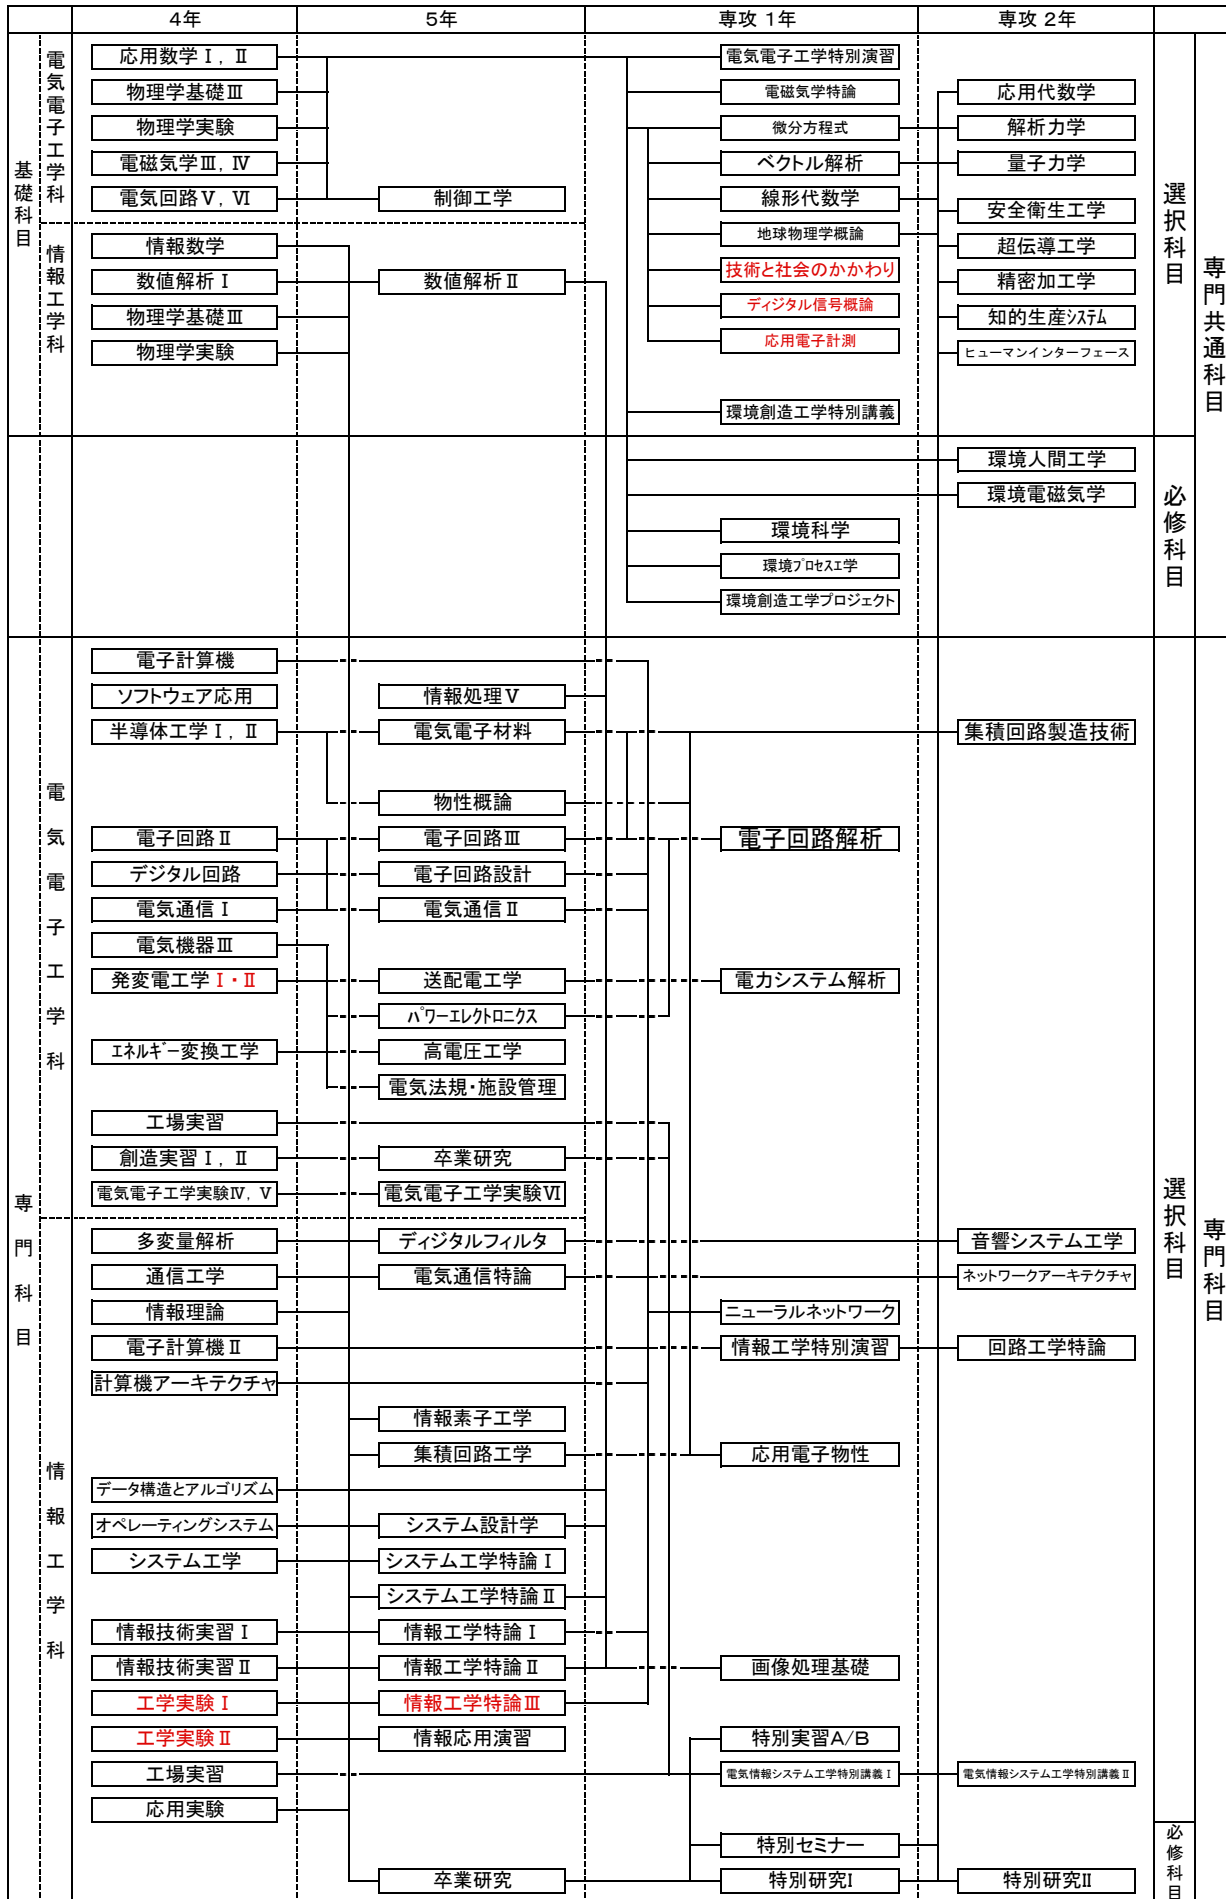 4年 5年 専攻 1年 専攻 2年
基礎科目
電気電子工学科
応用数学Ⅰ, Ⅱ 電気電子工学特別演習
物理学基礎Ⅲ 電磁気学特論 応用代数学
物理学実験 微分方程式 解析力学
電磁気学Ⅲ, Ⅳ ベクトル解析 量子力学
電気回路Ⅴ, Ⅵ 制御工学 線形代数学 安全衛生工学
情報工学科
情報数学 地球物理学概論 超伝導工学
数値解析Ⅰ 数値解析Ⅱ 技術と社会のかかわり 精密加工学
物理学基礎Ⅲ ディジタル信号概論 知的生産システム
物理学実験 応用電子計測 ヒューマンインターフェース
環境創造工学特別講義
選択科目
専門共通科目
環境人間工学
環境電磁気学
環境科学
環境プロセス工学
環境創造工学プロジェクト
必修科目
専門科目
電気電子工学科
電子計算機
ソフトウェア応用 情報処理Ⅴ
半導体工学Ⅰ, Ⅱ 電気電子材料 集積回路製造技術
物性概論
電子回路Ⅱ 電子回路Ⅲ 電子回路解析
デジタル回路 電子回路設計
電気通信Ⅰ 電気通信Ⅱ
電気機器Ⅲ
発変電工学Ⅰ・Ⅱ 送配電工学 電力システム解析
パワーエレクトロニクス
エネルギー変換工学 高電圧工学
電気法規・施設管理
工場実習
創造実習Ⅰ, Ⅱ 卒業研究
電気電子工学実験Ⅳ, Ⅴ 電気電子工学実験Ⅵ
情報工学科
多変量解析 ディジタルフィルタ 音響システム工学
通信工学 電気通信特論 ネットワークアーキテクチャ
情報理論 ニューラルネットワーク
電子計算機Ⅱ 情報工学特別演習 回路工学特論
計算機アーキテクチャ
情報素子工学
集積回路工学 応用電子物性
データ構造とアルゴリズム
オペレーティングシステム システム設計学
システム工学 システム工学特論Ⅰ
システム工学特論Ⅱ
情報技術実習Ⅰ 情報工学特論Ⅰ
情報技術実習Ⅱ 情報工学特論Ⅱ 画像処理基礎
工学実験Ⅰ 情報工学特論Ⅲ
工学実験Ⅱ 情報応用演習 特別実習A/B
工場実習 電気情報システム工学特別講義Ⅰ 電気情報システム工学特別講義Ⅱ
応用実験
選択科目
専門科目
特別セミナー
卒業研究 特別研究Ⅰ 特別研究Ⅱ
必修科目